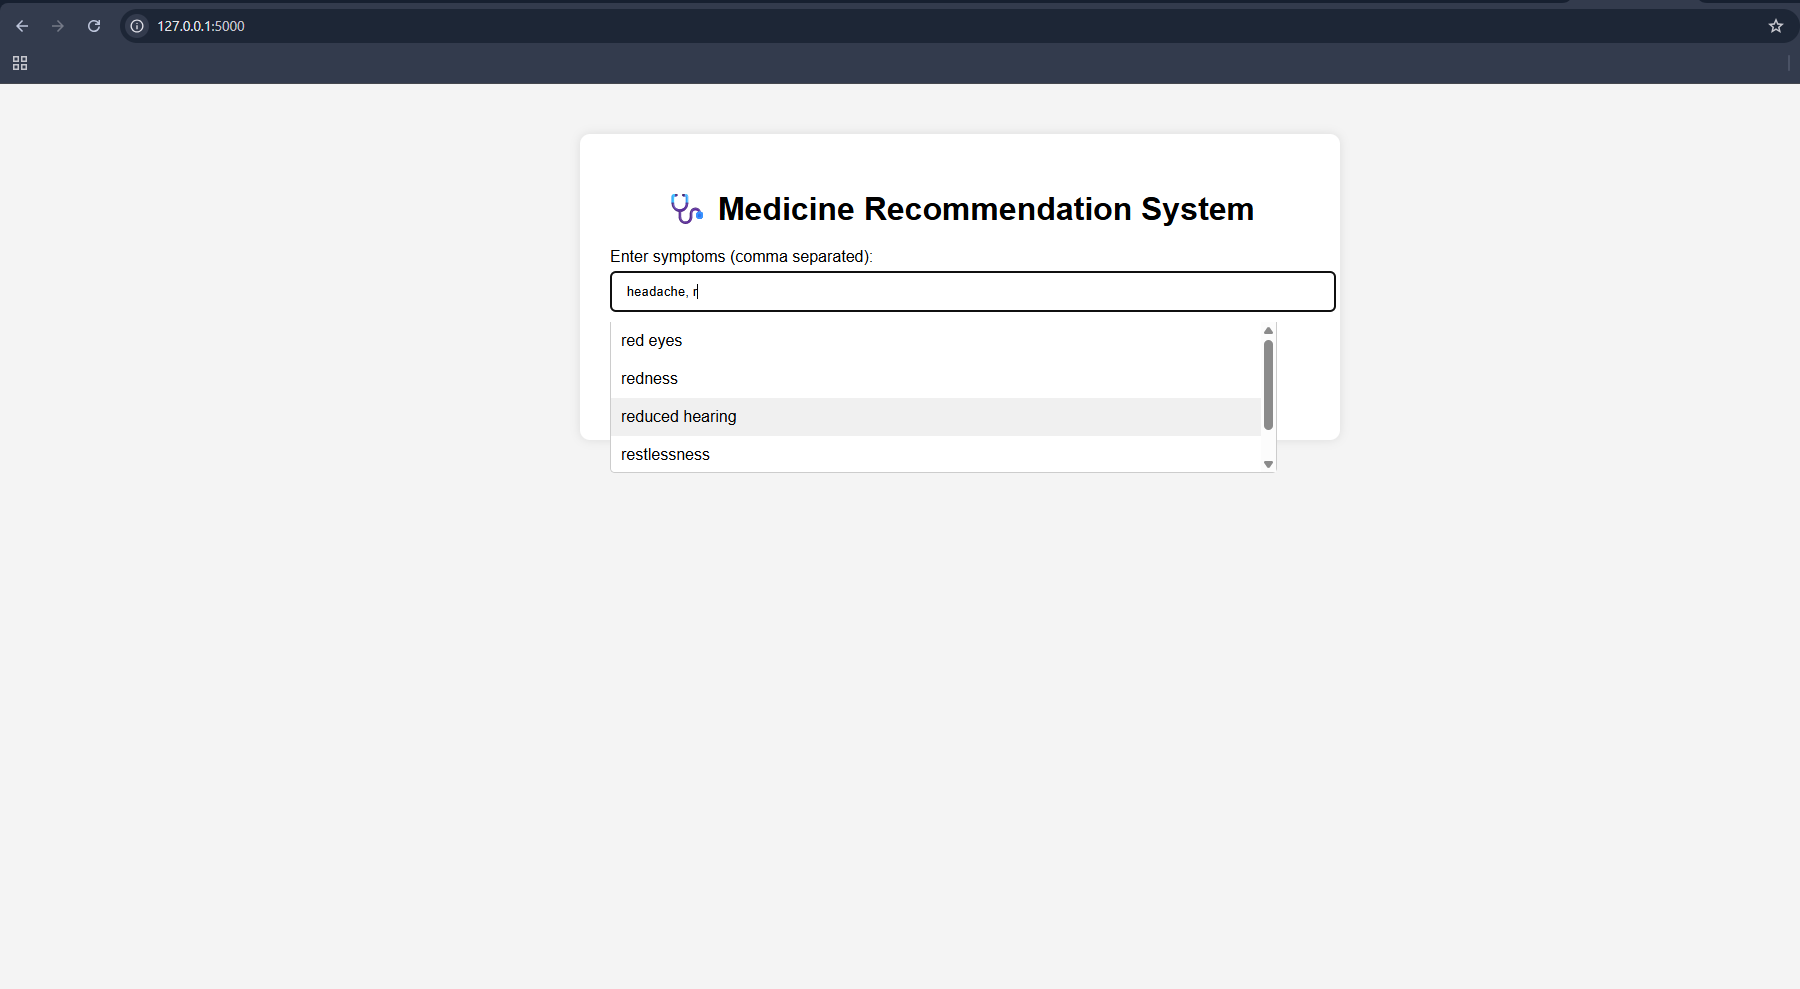 127.0.0.1:5000
Medicine Recommendation System
Enter symptoms (comma separated):
headache, r
red eyes
redness
reduced hearing
restlessness